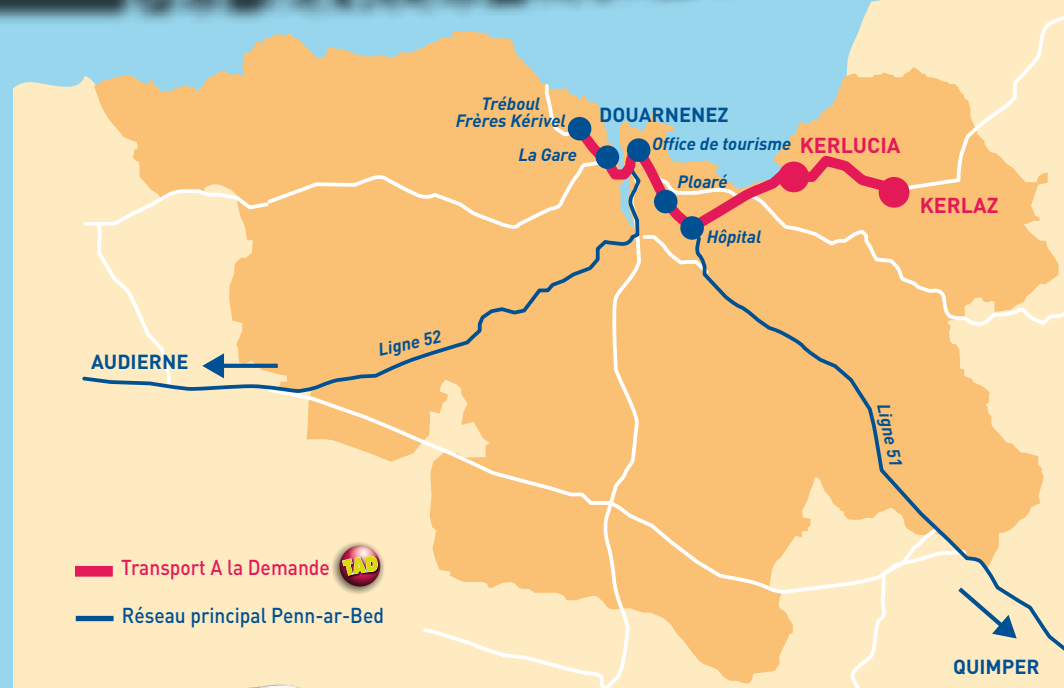 Tréboul
Frères Kérivel
DOUARNENEZ
La Gare
Office de tourisme
KERLUCIA
Ploaré
KERLAZ
Hôpital
Ligne 52
AUDIERNE
Ligne 51
Transport A la Demande TAD
Réseau principal Penn-ar-Bed
QUIMPER